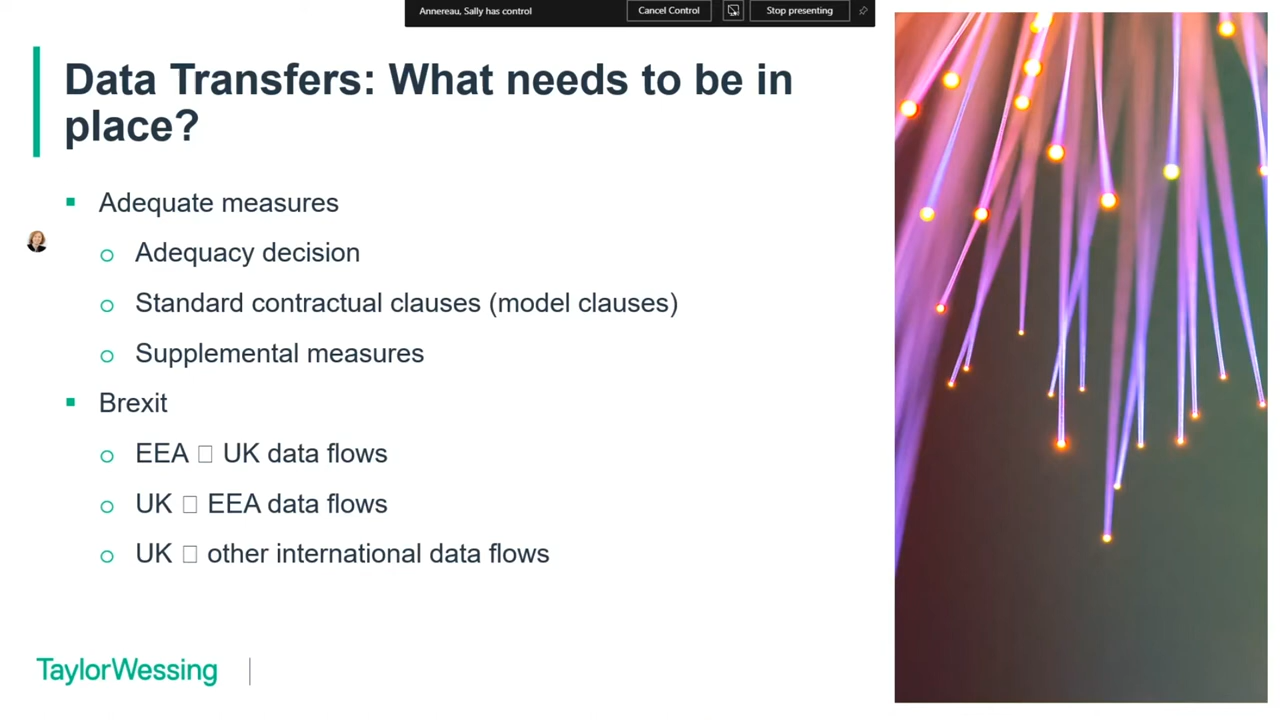 Annereau, Sally has control
Cancel Control
Stop presenting
Data Transfers: What needs to be in
place?
Adequate measures
Adequacy decision
Standard contractual clauses (model clauses)
Supplemental measures
Brexit
EEA □ UK data flows
UK □ EEA data flows
UK □ other international data flows
TaylorWessing